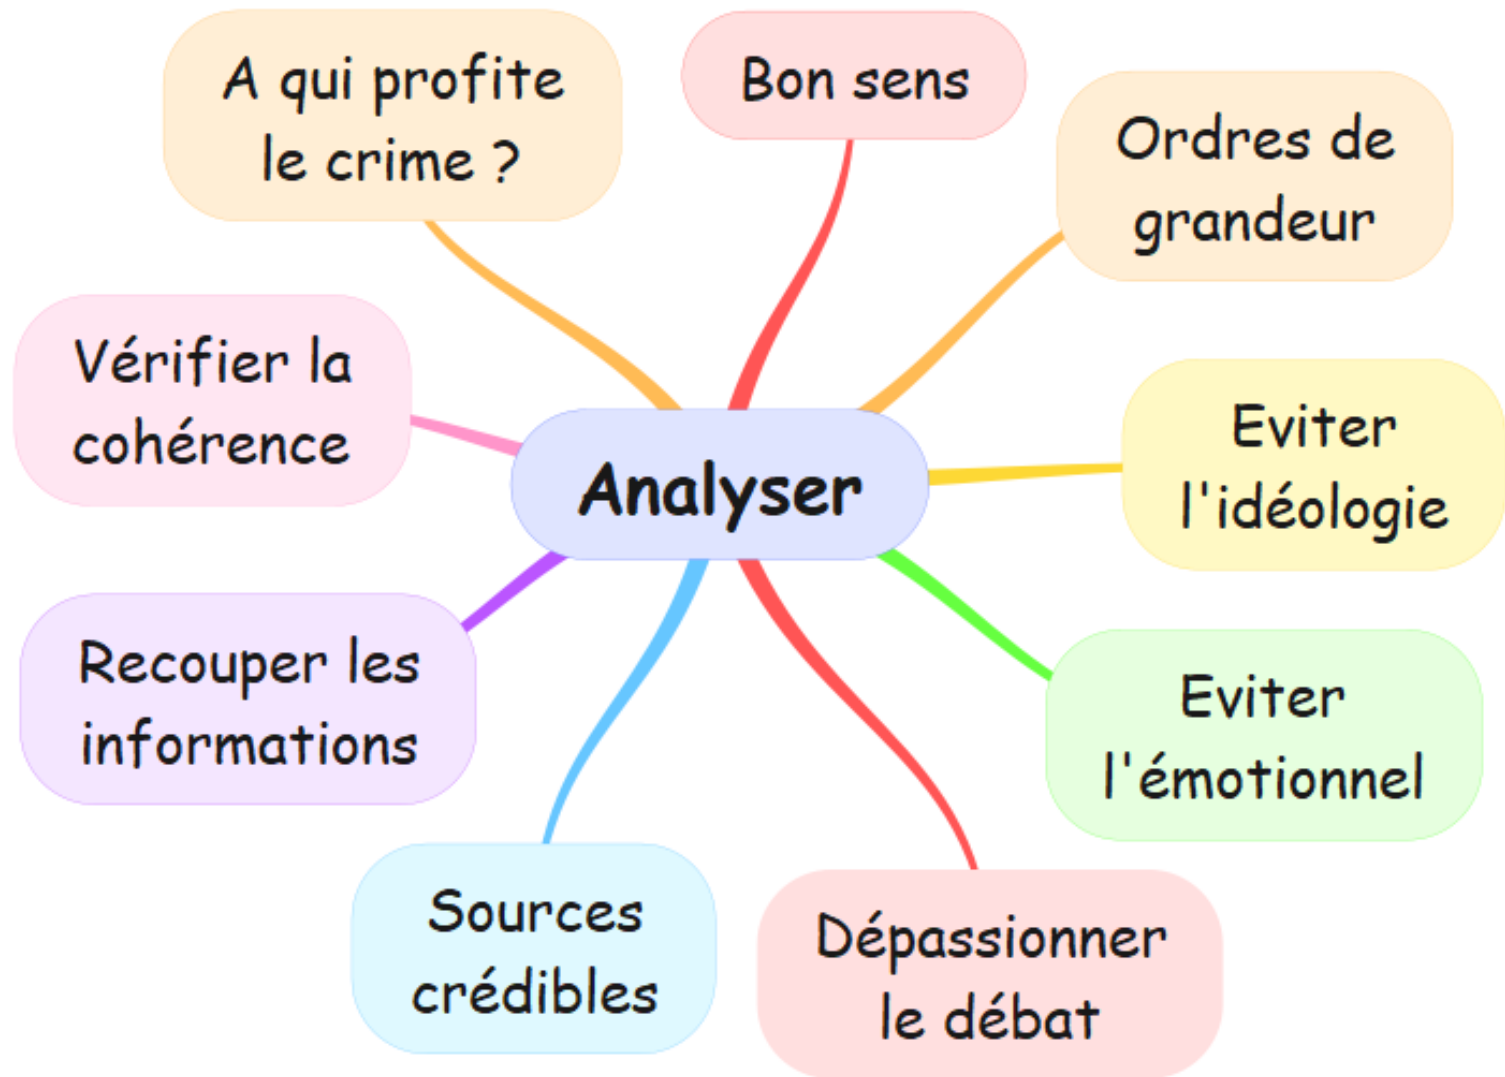 A qui profite
le crime ?
Bon sens
Ordres de
grandeur
Vérifier la
cohérence
Eviter
l'idéologie
Analyser
Recouper les
informations
Eviter
l'émotionnel
Sources
crédibles
Dépassionner
le débat